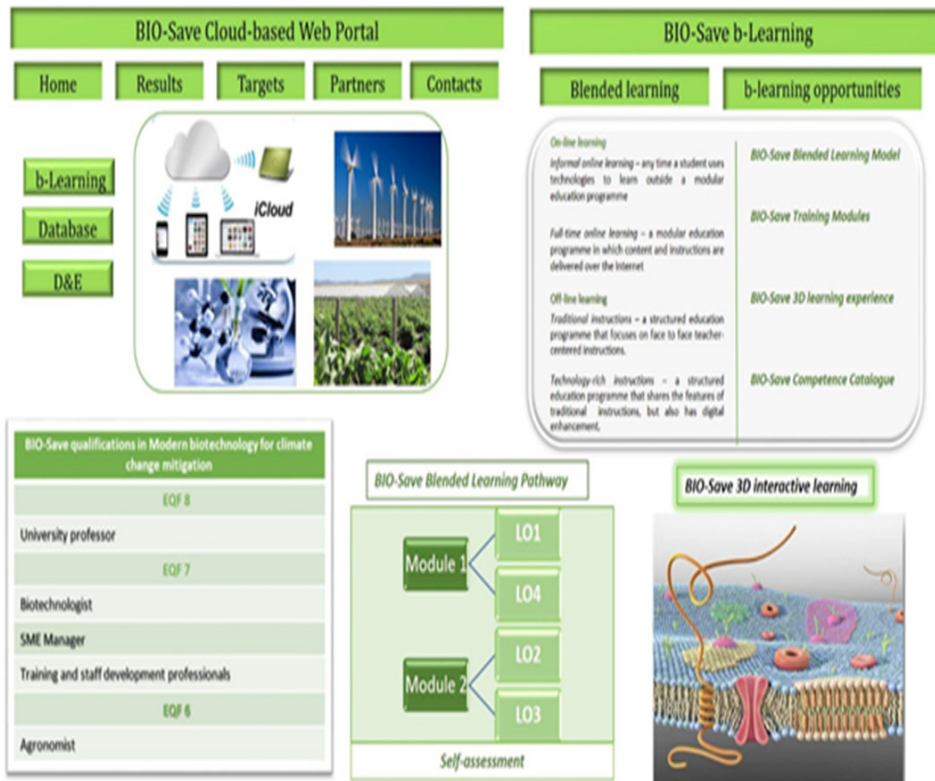 BIO-Save Cloud-based Web Portal
Home
Results
Targets
Partners
Contacts
b-Learning
Database
D&E
iCloud
BIO-Save b-Learning
Blended learning
b-learning opportunities
On-line learning
Informal online learning – any time a student uses
technologies to learn outside a modular
education programme
Full-time online learning – a modular education
programme in which content and instructions are
delivered over the internet
Off-line learning
Traditional instructions – a structured education
programme that focuses on face to face teacher-
centered instructions.
Technology-rich instructions – a structured
education programme that shares the features of
traditional instructions, but also has digital
enhancement.
BIO-Save Blended Learning Model
BIO-Save Training Modules
BIO-Save 3D learning experience
BIO-Save Competence Catalogue
BIO-Save qualifications in Modern biotechnology for climate
change mitigation
EQF 8
University professor
EQF 7
Biotechnologist
SME Manager
Training and staff development professionals
EQF 6
Agronomist
BIO-Save Blended Learning Pathway
Module 1
LO1
LO4
Module 2
LO2
LO3
Self-assessment
BIO-Save 3D interactive learning